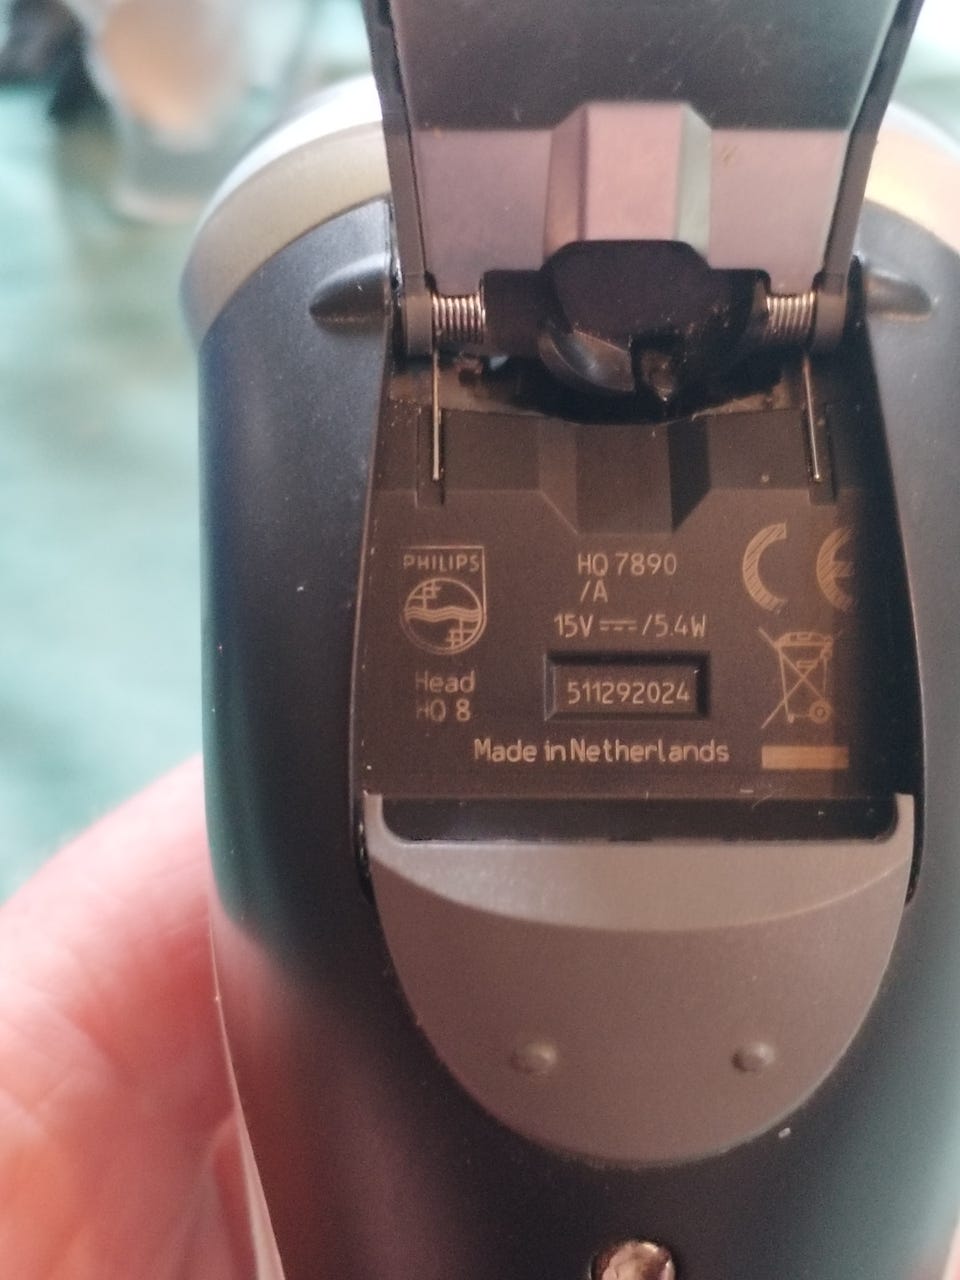 PHILIPS
HQ 7890
/A
15V ⎓ /5.4W
Head
HQ 8
511292024
Made in Netherlands
CE